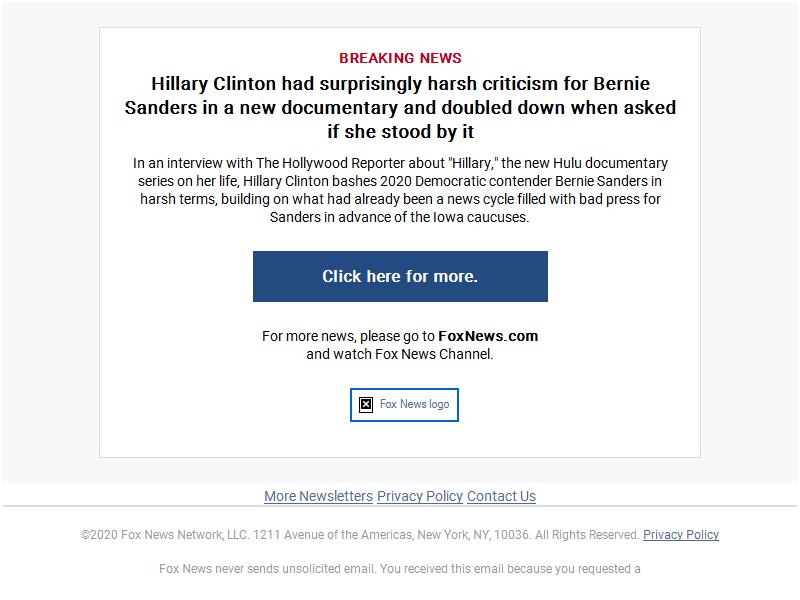 BREAKING NEWS
Hillary Clinton had surprisingly harsh criticism for Bernie
Sanders in a new documentary and doubled down when asked
if she stood by it
In an interview with The Hollywood Reporter about "Hillary," the new Hulu documentary
series on her life, Hillary Clinton bashes 2020 Democratic contender Bernie Sanders in
harsh terms, building on what had already been a news cycle filled with bad press for
Sanders in advance of the Iowa caucuses.
Click here for more.
For more news, please go to FoxNews.com
and watch Fox News Channel.
Fox News logo
More Newsletters Privacy Policy Contact Us
©2020 Fox News Network, LLC. 1211 Avenue of the Americas, New York, NY, 10036. All Rights Reserved. Privacy Policy
Fox News never sends unsolicited email. You received this email because you requested a